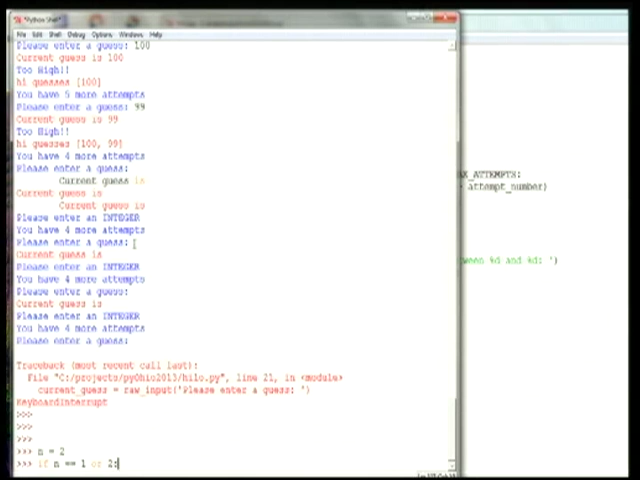 *Python Shell*
File Edit Shell Debug Options Windows Help
Please enter a guess: 100
Current guess is 100
Too High!!
hi guesses [100]
You have 5 more attempts
Please enter a guess: 99
Current guess is 99
Too High!!
hi guesses [100, 99]
You have 4 more attempts
Please enter a guess:
Current guess is
Current guess is
Current guess is
Please enter an INTEGER
You have 4 more attempts
Please enter a guess:
Current guess is
Please enter an INTEGER
You have 4 more attempts
Please enter a guess:
Current guess is
Please enter an INTEGER
You have 4 more attempts
Please enter a guess:
Traceback (most recent call last):
File "C:/projects/pyOhio2013/hilo.py", line 21, in <module>
current_guess = raw_input('Please enter a guess: ')
KeyboardInterrupt
>>>
>>>
>>>
>>> n = 2
>>> if n == 1 or 2:
AX_ATTEMPTS:
attempt_number)
ween %d and %d: ')